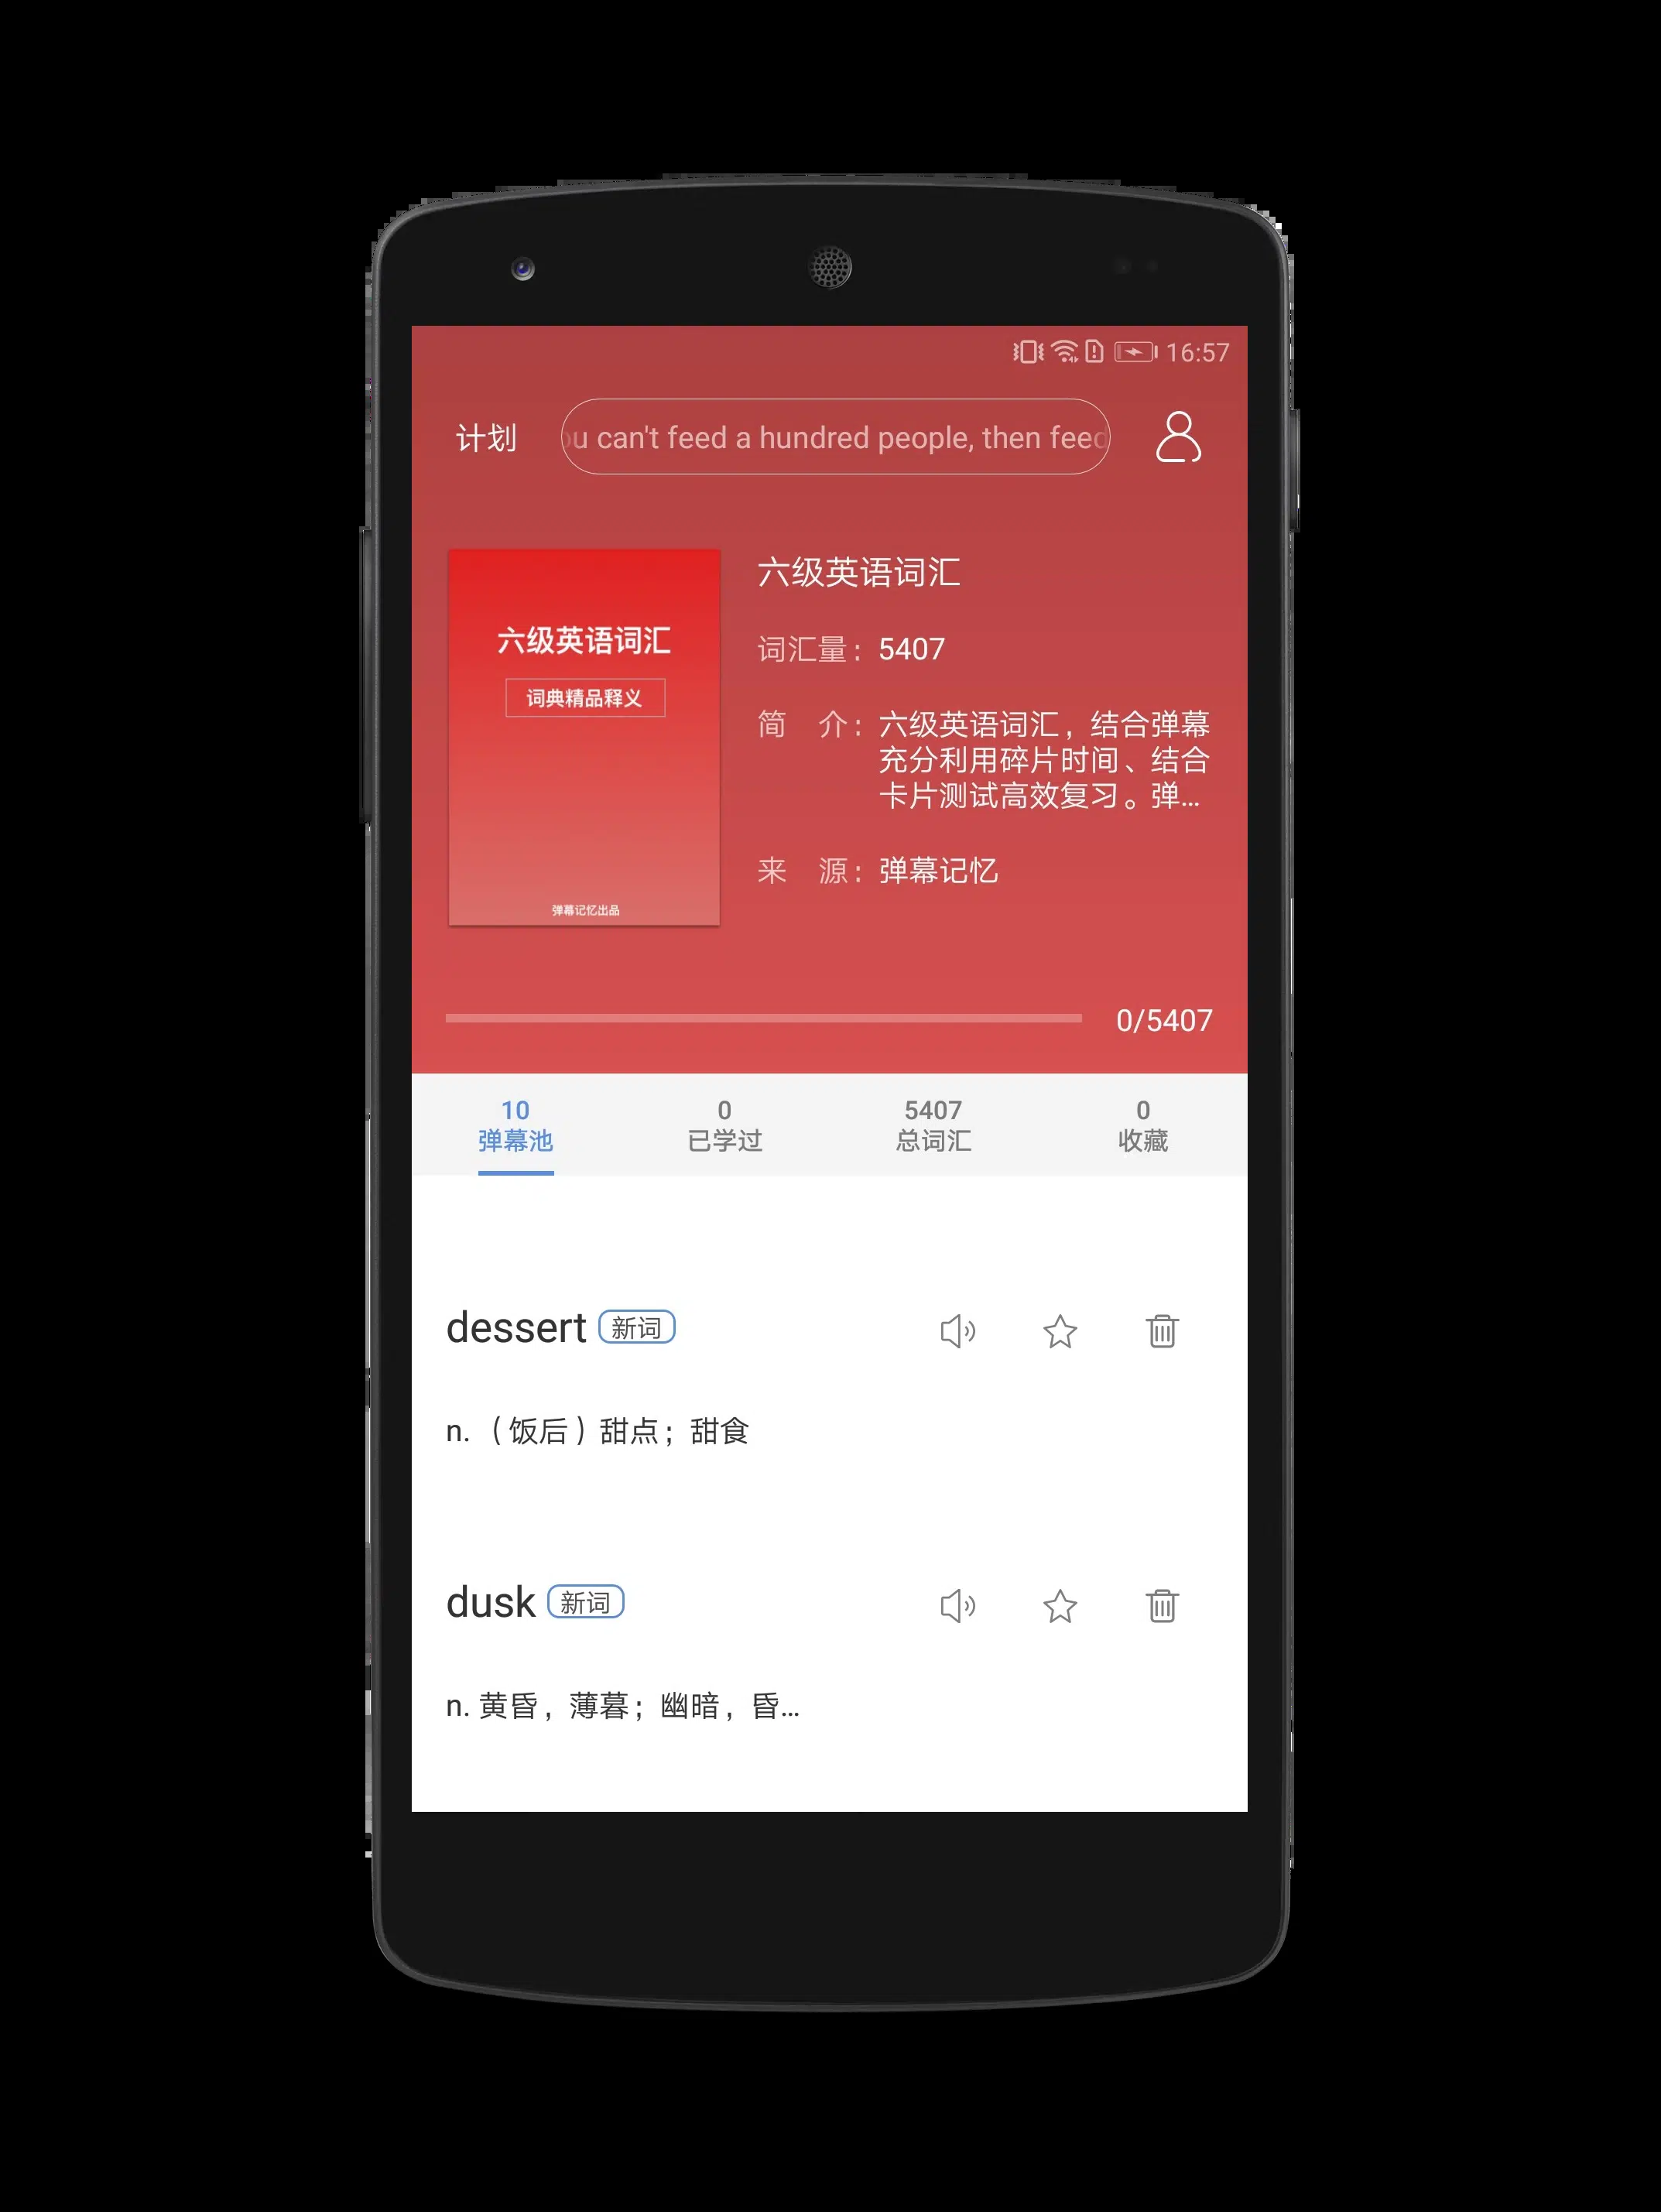 16:57
计划
u can't feed a hundred people, then feed
六级英语词汇
词典精品释义
弹幕记忆出品
六级英语词汇
词汇量：5407
简 介：六级英语词汇，结合弹幕
充分利用碎片时间、结合
卡片测试高效复习。弹...
来 源：弹幕记忆
0/5407
10
弹幕池
0
已学过
5407
总词汇
0
收藏
dessert 新词
n.（饭后）甜点；甜食
dusk 新词
n. 黄昏，薄暮；幽暗，昏...